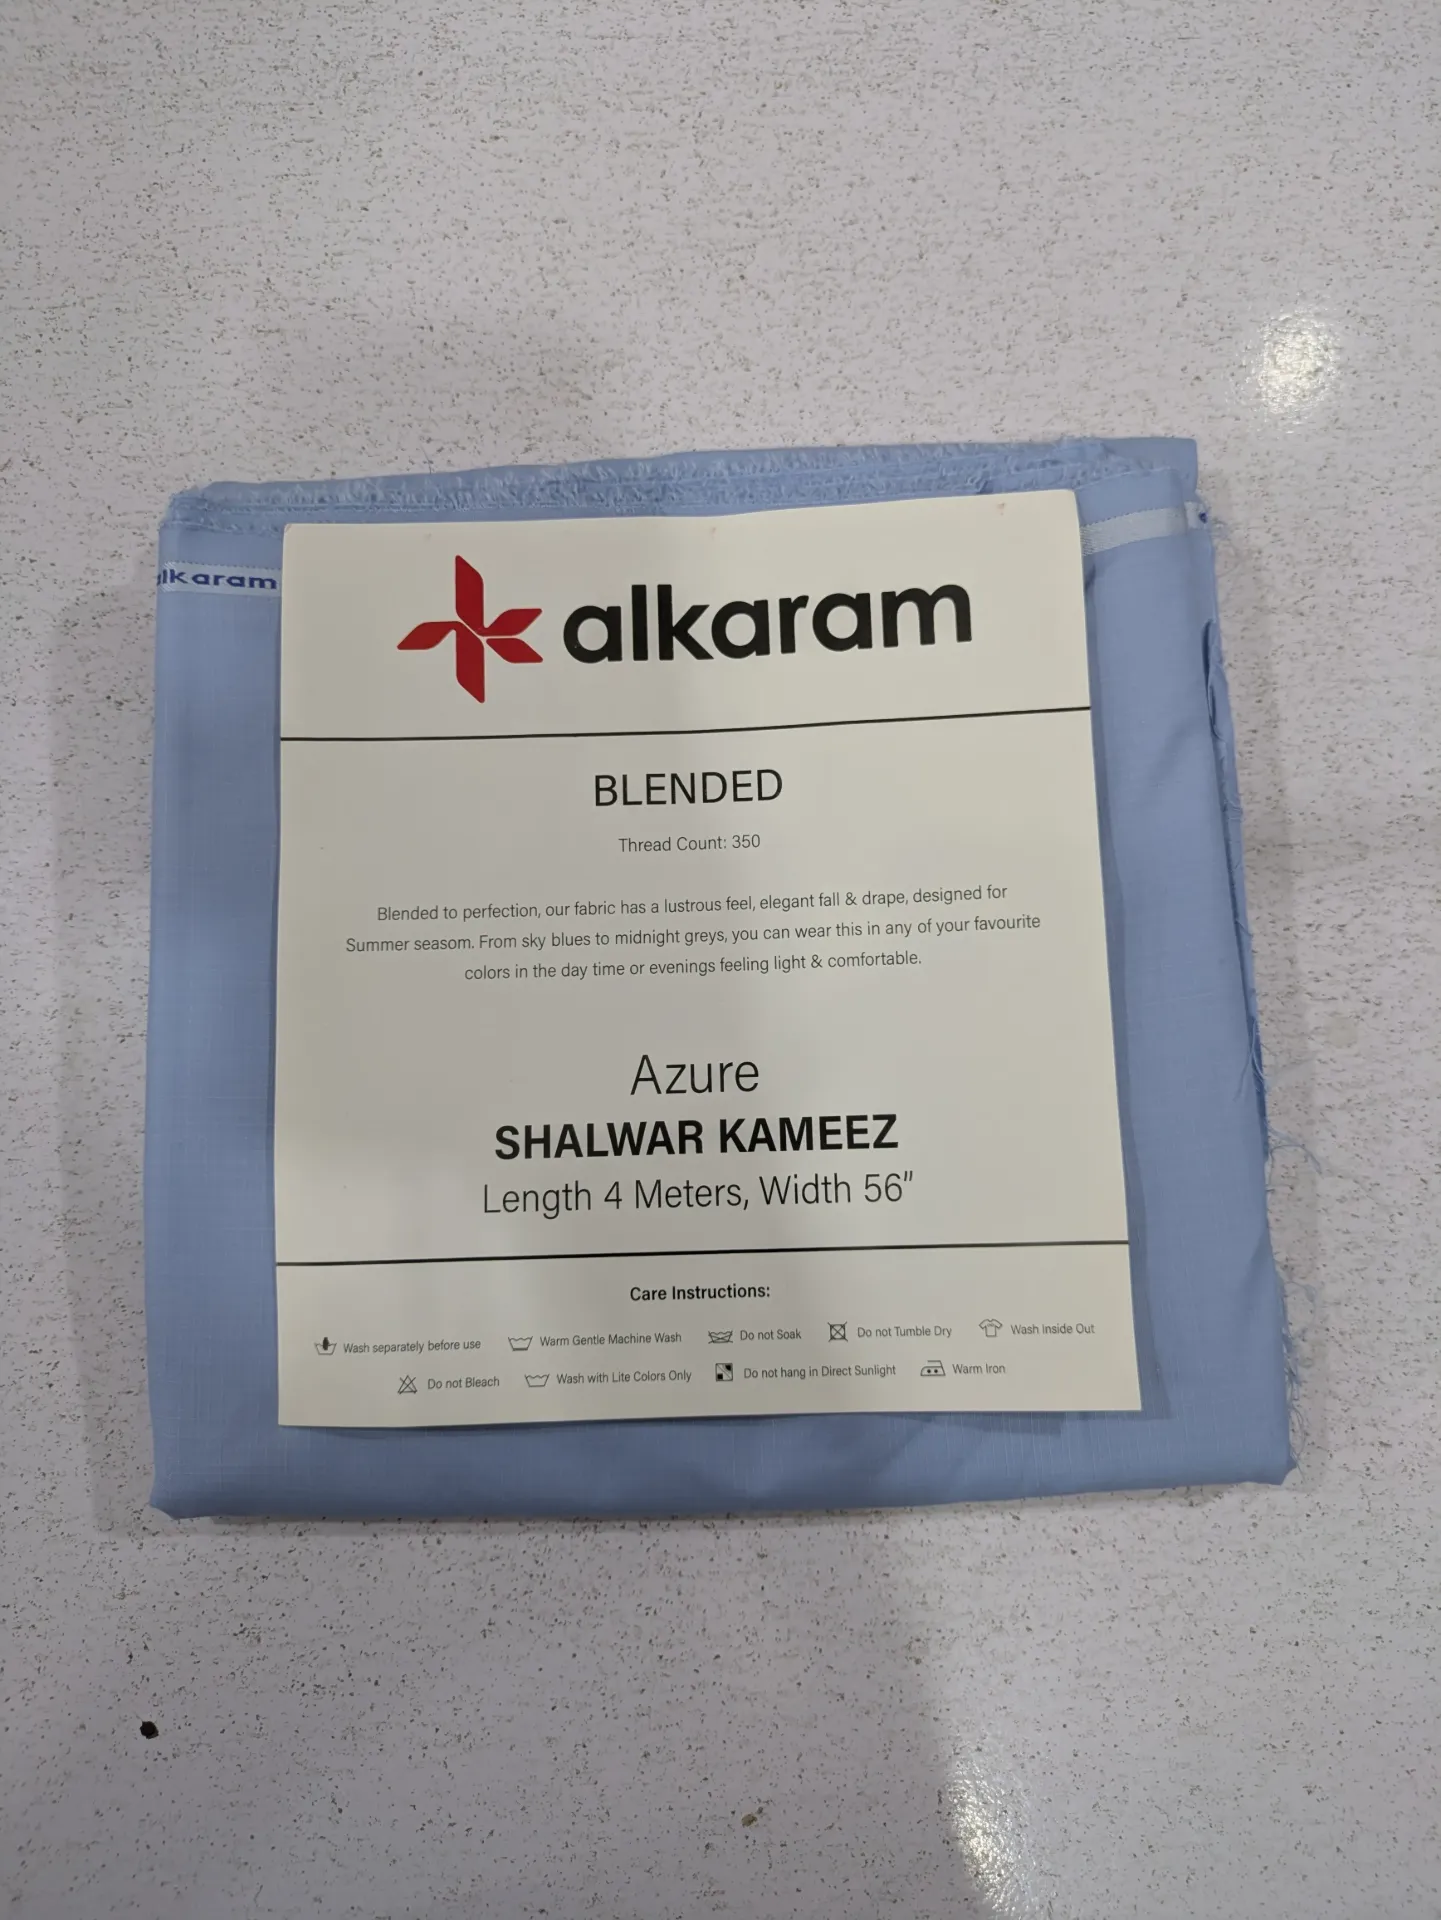 alkaram
alkaram
BLENDED
Thread Count: 350
Blended to perfection, our fabric has a lustrous feel, elegant fall & drape, designed for
Summer seasom. From sky blues to midnight greys, you can wear this in any of your favourite
colors in the day time or evenings feeling light & comfortable.
Azure
SHALWAR KAMEEZ
Length 4 Meters, Width 56"
Care Instructions:
Wash separately before use Warm Gentle Machine Wash Do not Soak Do not Tumble Dry Wash Inside Out
Do not Bleach Wash with Lite Colors Only Do not hang in Direct Sunlight Warm Iron